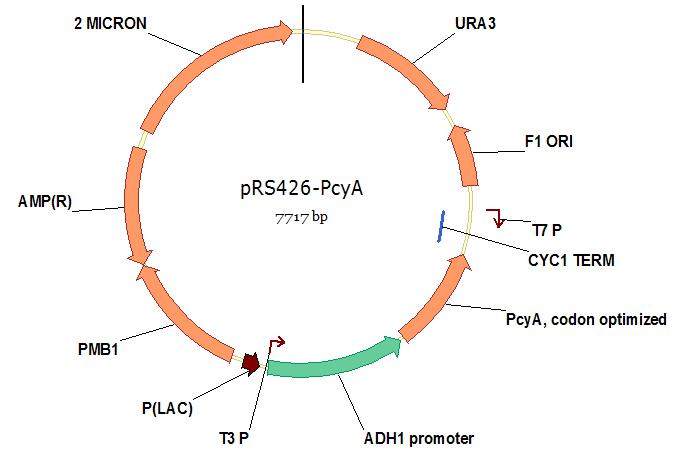 2 MICRON
URA3
F1 ORI
AMP(R)
pRS426-PcyA
7717 bp
T7 P
CYC1 TERM
PcyA, codon optimized
PMB1
P(LAC)
T3 P
ADH1 promoter